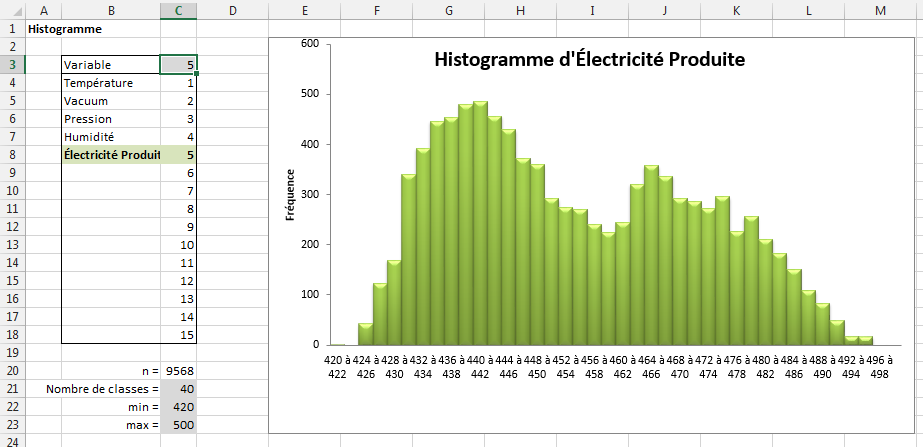 A B C D E F G H I J K L M
1 Histogramme
2
3 Variable 5
4 Température 1
5 Vacuum 2
6 Pression 3
7 Humidité 4
8 Électricité Produit 5
9 6
10 7
11 8
12 9
13 10
14 11
15 12
16 13
17 14
18 15
19
20 n = 9568
21 Nombre de classes = 40
22 min = 420
23 max = 500
24
Histogramme d'Électricité Produite
Fréquence
600
500
400
300
200
100
0
420 à 424 à 428 à 432 à 436 à 440 à 444 à 448 à 452 à 456 à 460 à 464 à 468 à 472 à 476 à 480 à 484 à 488 à 492 à 496 à
422 426 430 434 438 442 446 450 454 458 462 466 470 474 478 482 486 490 494 498